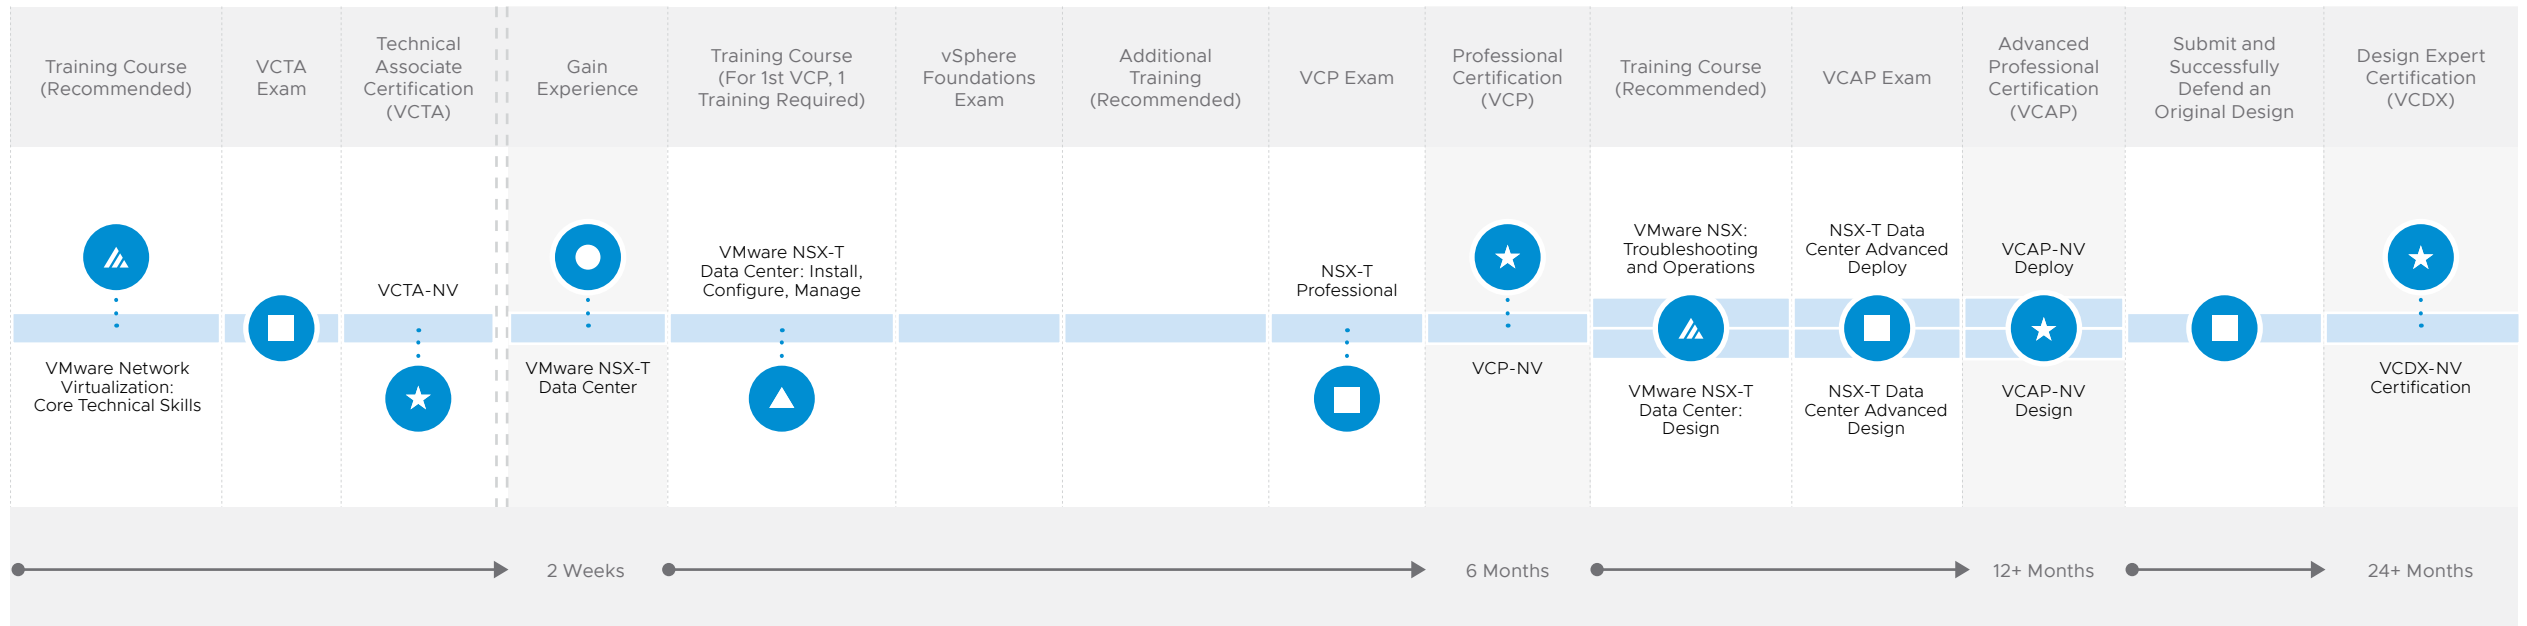 Training Course
(Recommended)
VCTA
Exam
Technical
Associate
Certification
(VCTA)
Gain
Experience
Training Course
(For 1st VCP, 1
Training Required)
vSphere
Foundations
Exam
Additional
Training
(Recommended)
VCP Exam
Professional
Certification
(VCP)
Training Course
(Recommended)
VCAP Exam
Advanced
Professional
Certification
(VCAP)
Submit and
Successfully
Defend an
Original Design
Design Expert
Certification
(VCDX)
VMware Network
Virtualization:
Core Technical Skills
VCTA-NV
VMware NSX-T
Data Center
VMware NSX-T
Data Center: Install,
Configure, Manage
NSX-T
Professional
VCP-NV
VMware NSX:
Troubleshooting
and Operations
VMware NSX-T
Data Center:
Design
NSX-T Data
Center Advanced
Deploy
NSX-T Data
Center Advanced
Design
VCAP-NV
Deploy
VCAP-NV
Design
VCDX-NV
Certification
2 Weeks
6 Months
12+ Months
24+ Months